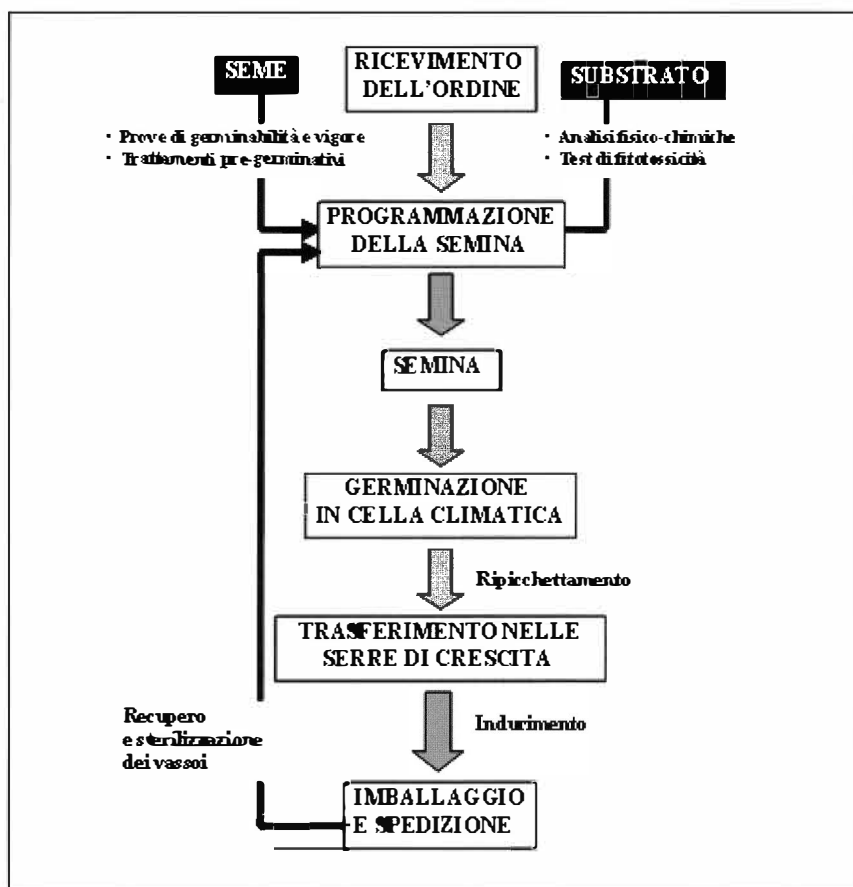 SEME
RICEVIMENTO
DELL'ORDINE
SUBSTRATO
· Prove di germinabilità e vigore
· Trattamenti pre-germinativi
· Analisi fisico-chimiche
· Test di fitotossicità
PROGRAMMAZIONE
DELLA SEMINA
SEMINA
GERMINAZIONE
IN CELLA CLIMATICA
Ripicchettamento
TRASFERIMENTO NELLE
SERRE DI CRESCITA
Recupero
e sterilizzazione
dei vassoi
Indurimento
IMBALLAGGIO
E SPEDIZIONE